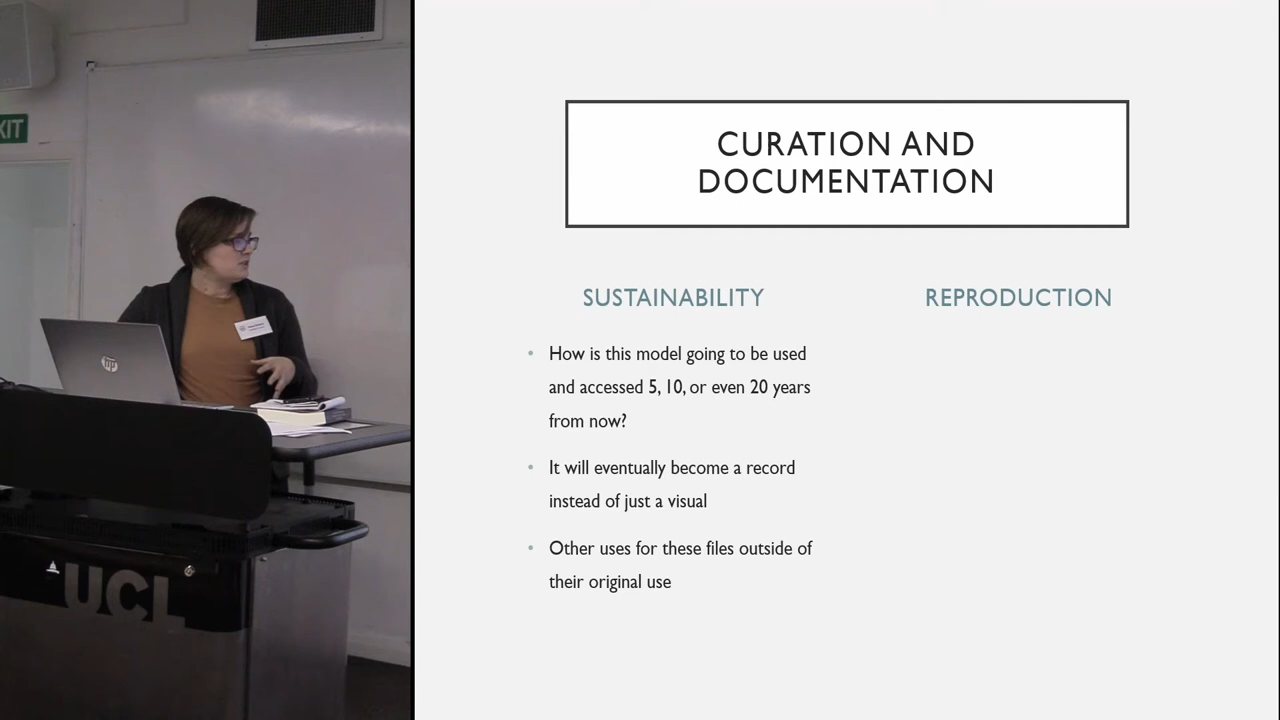 XIT
hp
UCL
CURATION AND
DOCUMENTATION
SUSTAINABILITY
REPRODUCTION
• How is this model going to be used
and accessed 5, 10, or even 20 years
from now?
• It will eventually become a record
instead of just a visual
• Other uses for these files outside of
their original use